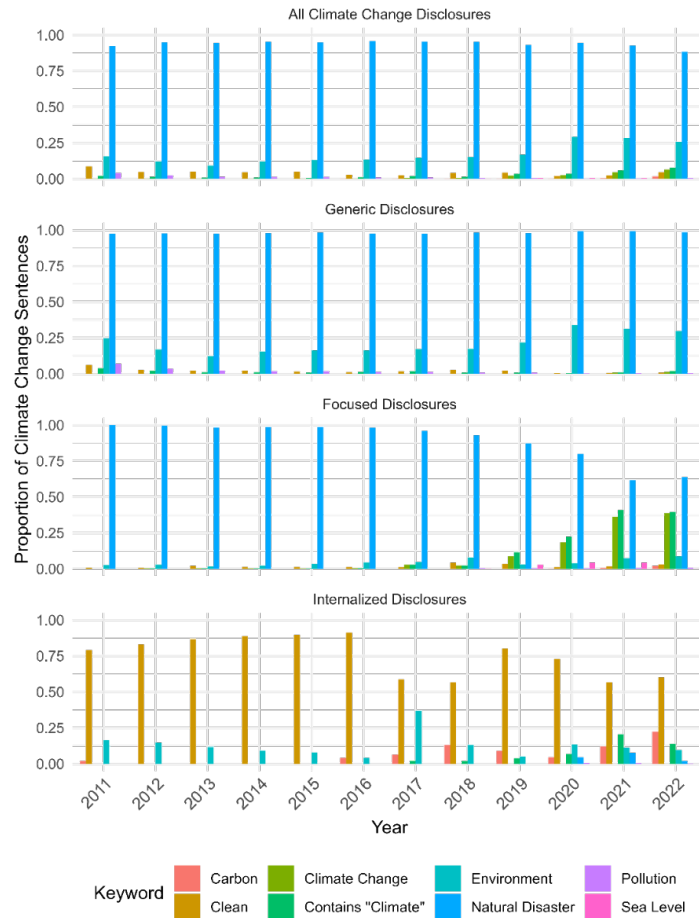 All Climate Change Disclosures
1.00
0.75
0.50
0.25
0.00
Generic Disclosures
1.00
0.75
0.50
0.25
0.00
Focused Disclosures
1.00
0.75
0.50
0.25
0.00
Internalized Disclosures
1.00
0.75
0.50
0.25
0.00
Proportion of Climate Change Sentences
2011 2012 2013 2014 2015 2016 2017 2018 2019 2020 2021 2022
Year
Keyword
Carbon Climate Change Environment Pollution
Clean Contains "Climate" Natural Disaster Sea Level